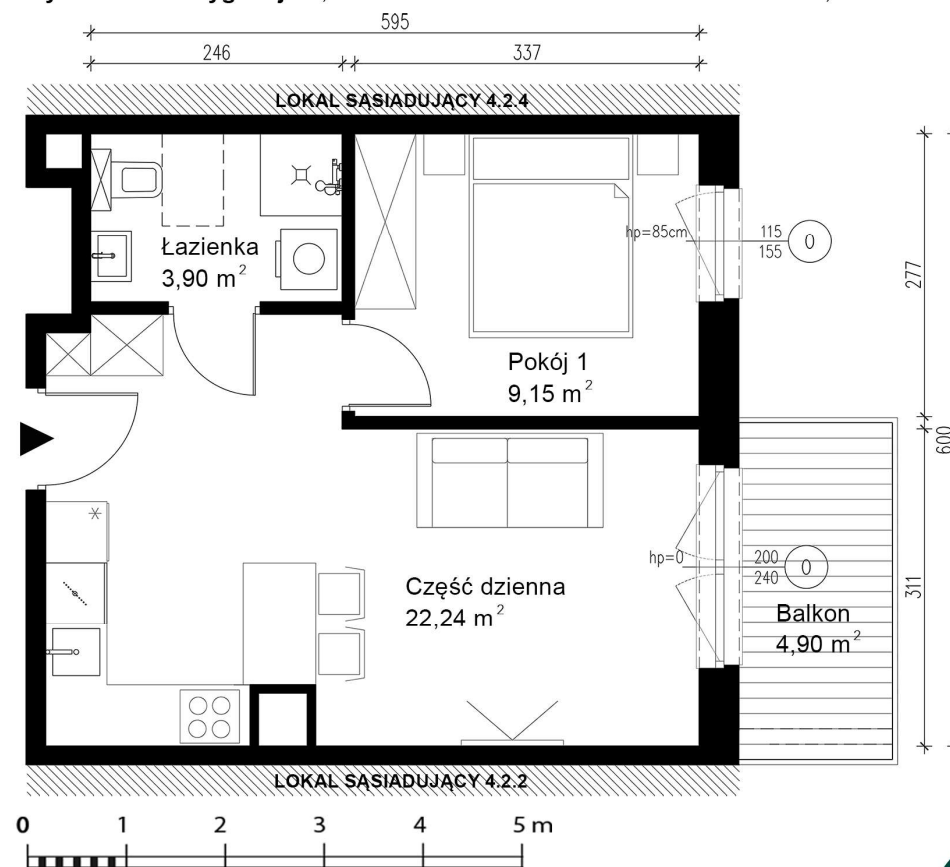 595
246
337
LOKAL SĄSIADUJĄCY 4.2.4
Łazienka
3,90 m²
hp=85cm
115
155
0
277
Pokój 1
9,15 m²
600
hp=0
200
240
0
311
Część dzienna
22,24 m²
Balkon
4,90 m²
LOKAL SĄSIADUJĄCY 4.2.2
0 1 2 3 4 5 m